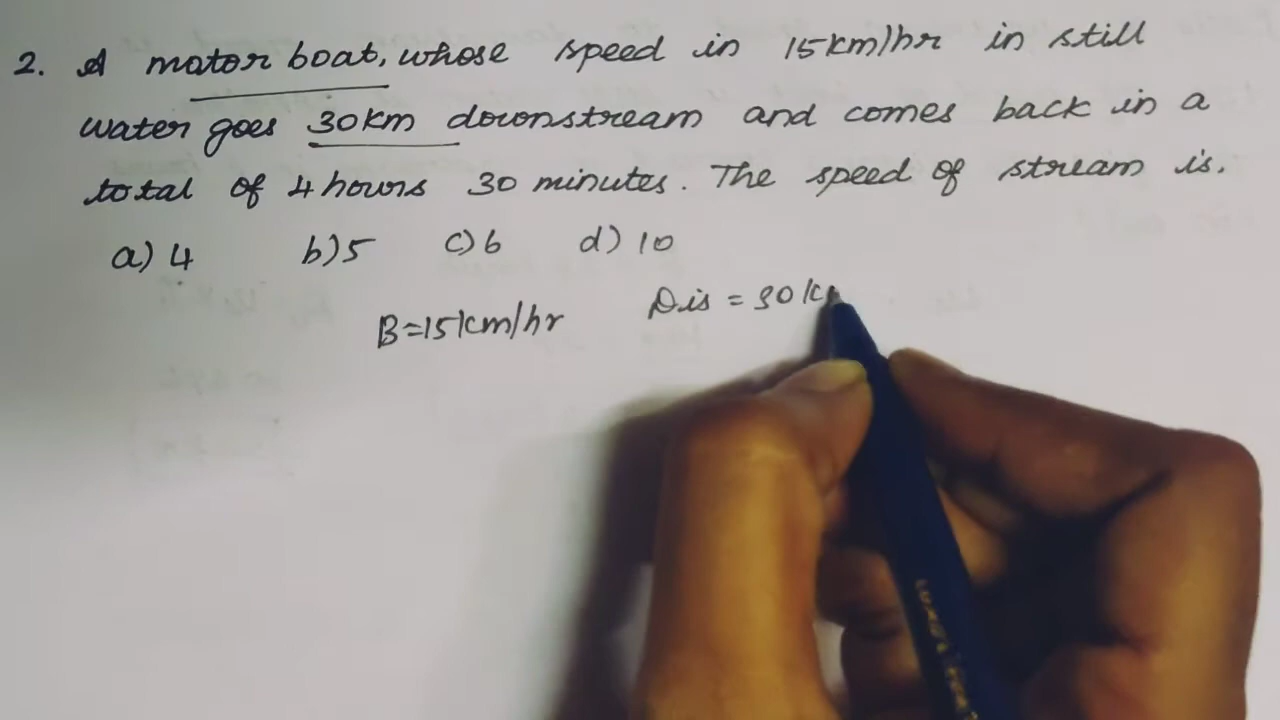 2. A motor boat, whose speed in 15km/hr in still
water goes 30km downstream and comes back in a
total of 4 hours 30 minutes. The speed of stream is.
a) 4 b) 5 c) 6 d) 10
B=15km/hr Dis = 30 k